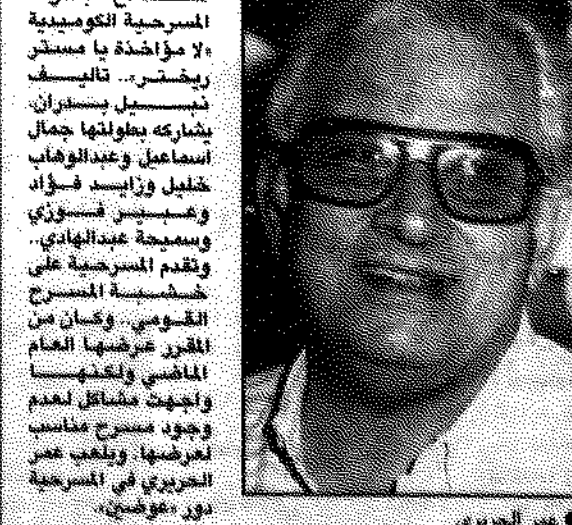 المسرحية الكوميدية
«لا مؤاخذة يا مستر
ريختر».. تأليف
نبيل بدران.
يشاركه بطولتها جمال
اسماعيل وعبدالوهاب
خليل وزايد فؤاد
وعبير فوزي
وسميحة عبدالهادي..
وتقدم المسرحية على
خشبة المسرح
القومي.. وكان من
المقرر عرضها العام
الماضي ولكنها
واجهت مشاكل لعدم
وجود مسرح مناسب
لعرضها. ويلعب عمر
الحريري في المسرحية
دور «عوضين»